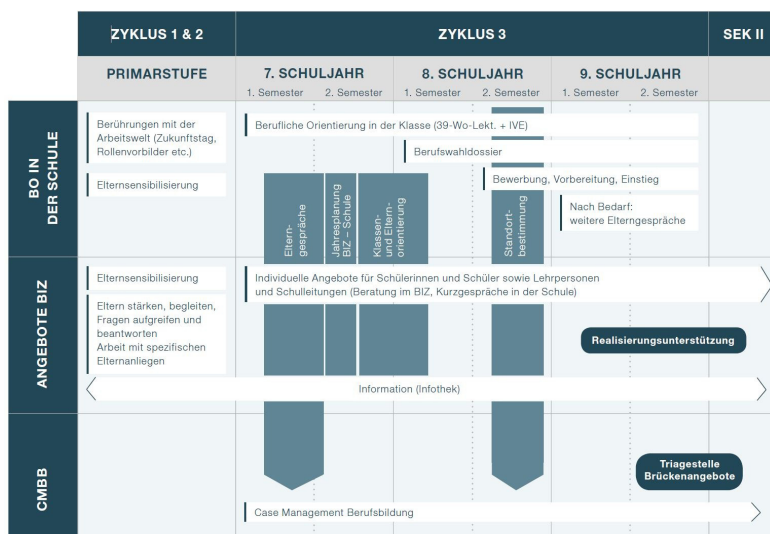 ZYKLUS 1 & 2
ZYKLUS 3
SEK II
PRIMARSTUFE
7. SCHULJAHR
8. SCHULJAHR
9. SCHULJAHR
1. Semester
2. Semester
1. Semester
2. Semester
1. Semester
2. Semester
BO IN
DER SCHULE
Berührungen mit der
Arbeitswelt (Zukunftstag,
Rollenvorbilder etc.)
Elternsensibilisierung
Berufliche Orientierung in der Klasse (39-Wo-Lekt. + IVE)
Berufswahldossier
Bewerbung, Vorbereitung, Einstieg
Nach Bedarf:
weitere Elterngespräche
Eltern-
gespräche
Jahresplanung
BIZ – Schule
Klassen-
und Eltern-
orientierung
Standort-
bestimmung
ANGEBOTE BIZ
Elternsensibilisierung
Eltern stärken, begleiten,
Fragen aufgreifen und
beantworten
Arbeit mit spezifischen
Elternanliegen
Individuelle Angebote für Schülerinnen und Schüler sowie Lehrpersonen
und Schulleitungen (Beratung im BIZ, Kurzgespräche in der Schule)
Realisierungsunterstützung
Information (Infothek)
CMBB
Triagestelle
Brückenangebote
Case Management Berufsbildung